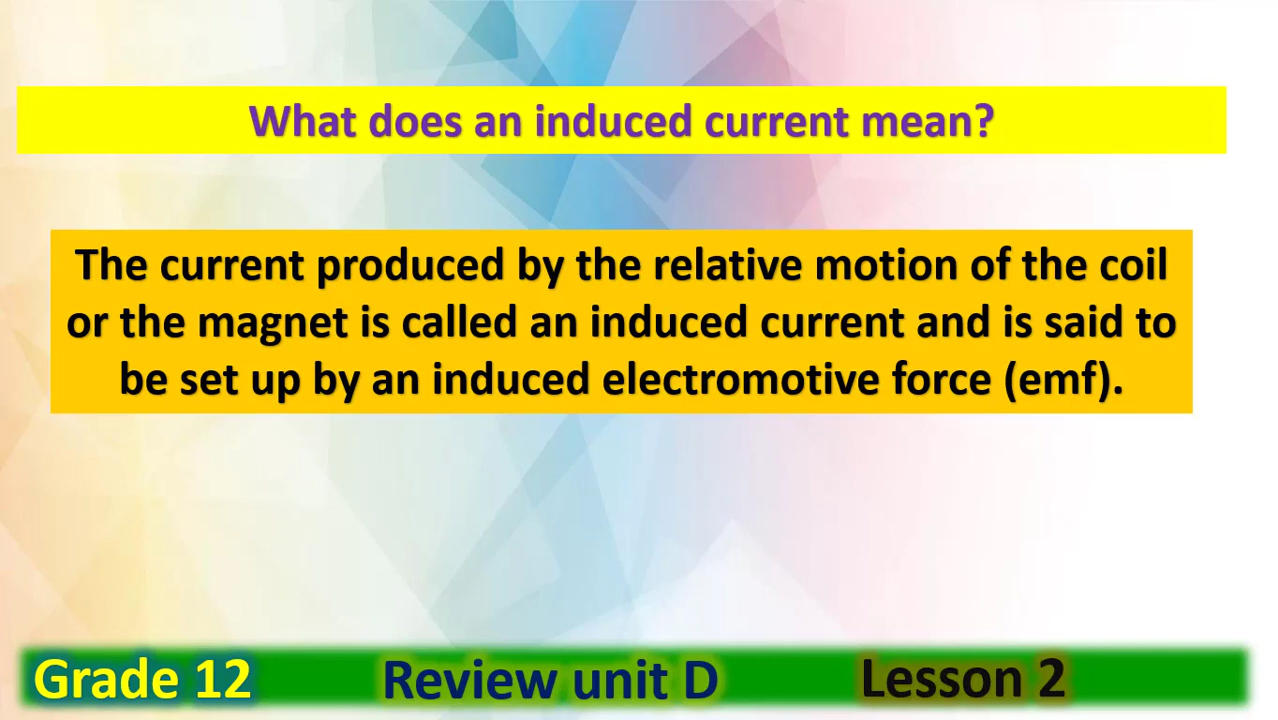 What does an induced current mean?
The current produced by the relative motion of the coil
or the magnet is called an induced current and is said to
be set up by an induced electromotive force (emf).
Grade 12 Review unit D Lesson 2